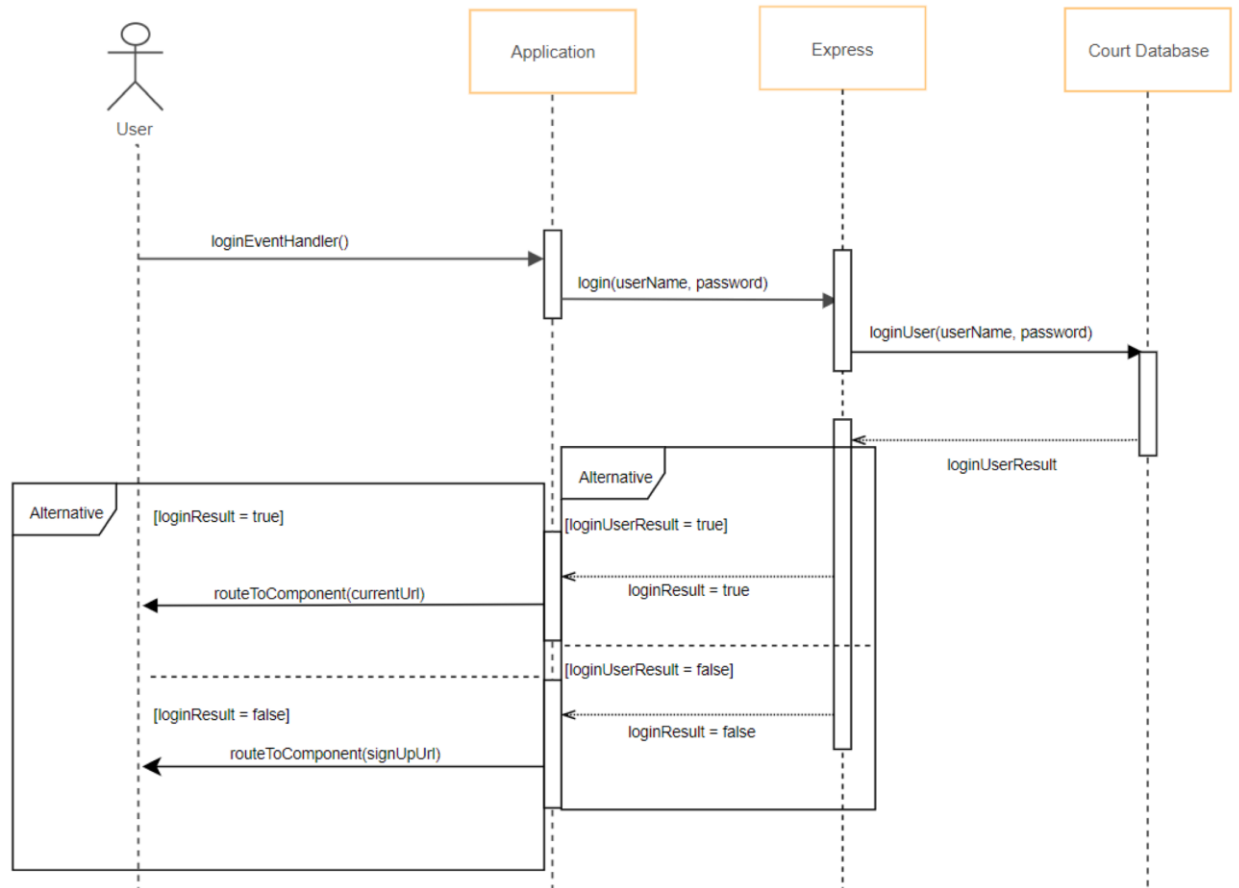 Application
Express
Court Database
User
loginEventHandler()
login(userName, password)
loginUser(userName, password)
loginUserResult
Alternative
Alternative
[loginResult = true]
[loginUserResult = true]
loginResult = true
routeToComponent(currentUrl)
[loginUserResult = false]
[loginResult = false]
loginResult = false
routeToComponent(signUpUrl)